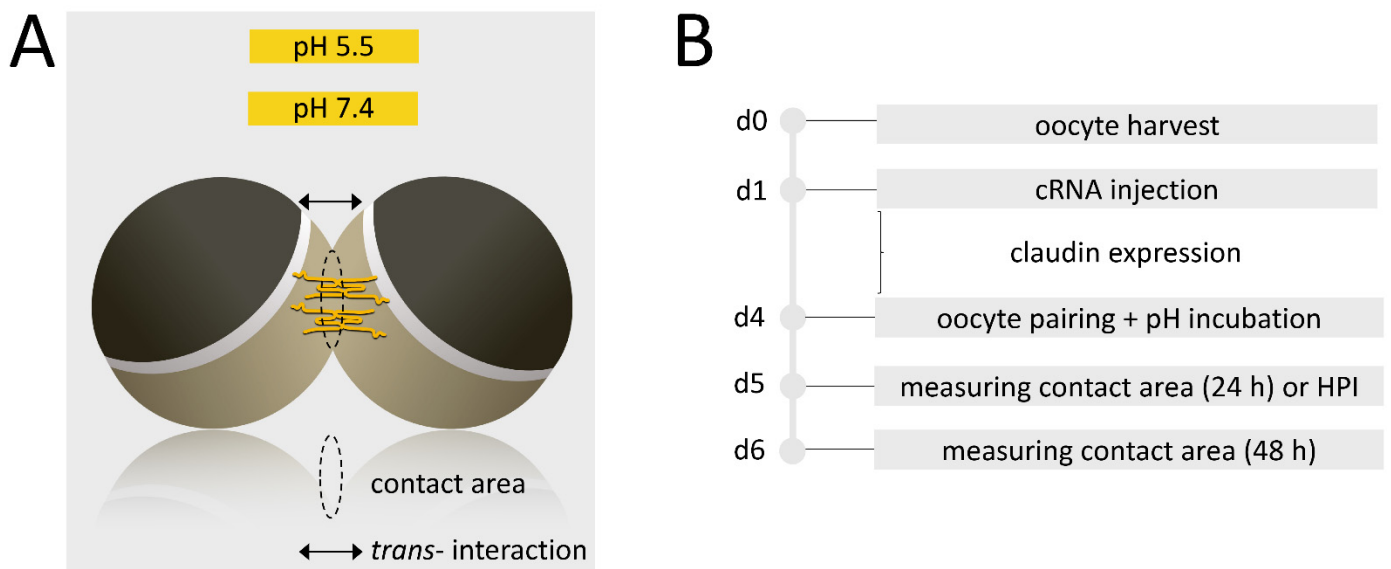 A
pH 5.5
pH 7.4
contact area
trans- interaction
B
d0 oocyte harvest
d1 cRNA injection
claudin expression
d4 oocyte pairing + pH incubation
d5 measuring contact area (24 h) or HPI
d6 measuring contact area (48 h)